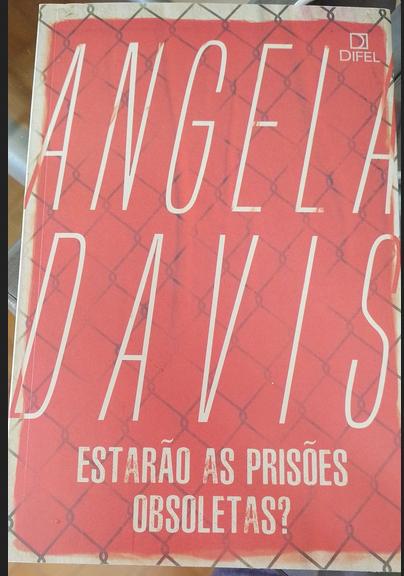 DIFEL
ANGELA
DAVIS
ESTARÃO AS PRISÕES
OBSOLETAS?